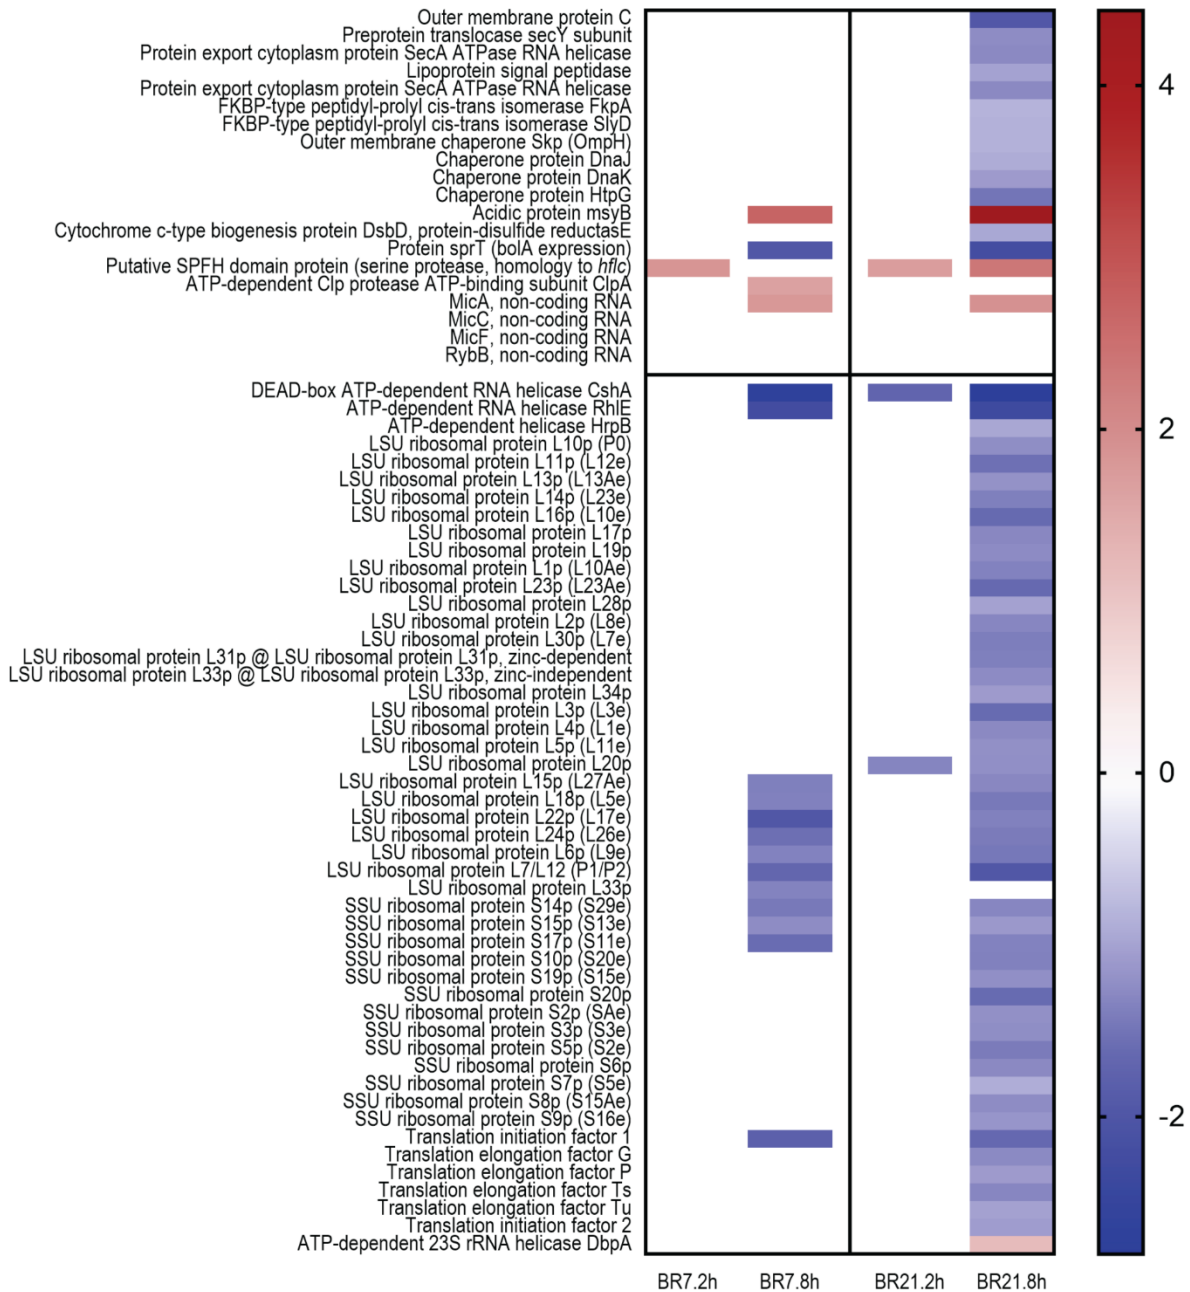 Outer membrane protein C
Preprotein translocase secY subunit
Protein export cytoplasm protein SecA ATPase RNA helicase
Lipoprotein signal peptidase
Protein export cytoplasm protein SecA ATPase RNA helicase
FKBP-type peptidyl-prolyl cis-trans isomerase FkpA
FKBP-type peptidyl-prolyl cis-trans isomerase SlyD
Outer membrane chaperone Skp (OmpH)
Chaperone protein DnaJ
Chaperone protein DnaK
Chaperone protein HtpG
Acidic protein msyB
Cytochrome c-type biogenesis protein DsbD, protein-disulfide reductasE
Protein sprT (bolA expression)
Putative SPFH domain protein (serine protease, homology to hflc)
ATP-dependent Clp protease ATP-binding subunit ClpA
MicA, non-coding RNA
MicC, non-coding RNA
MicF, non-coding RNA
RybB, non-coding RNA
DEAD-box ATP-dependent RNA helicase CshA
ATP-dependent RNA helicase RhlE
ATP-dependent helicase HrpB
LSU ribosomal protein L10p (P0)
LSU ribosomal protein L11p (L12e)
LSU ribosomal protein L13p (L13Ae)
LSU ribosomal protein L14p (L23e)
LSU ribosomal protein L16p (L10e)
LSU ribosomal protein L17p
LSU ribosomal protein L19p
LSU ribosomal protein L1p (L10Ae)
LSU ribosomal protein L23p (L23Ae)
LSU ribosomal protein L28p
LSU ribosomal protein L2p (L8e)
LSU ribosomal protein L30p (L7e)
LSU ribosomal protein L31p @ LSU ribosomal protein L31p, zinc-dependent
LSU ribosomal protein L33p @ LSU ribosomal protein L33p, zinc-independent
LSU ribosomal protein L34p
LSU ribosomal protein L3p (L3e)
LSU ribosomal protein L4p (L1e)
LSU ribosomal protein L5p (L11e)
LSU ribosomal protein L20p
LSU ribosomal protein L15p (L27Ae)
LSU ribosomal protein L18p (L5e)
LSU ribosomal protein L22p (L17e)
LSU ribosomal protein L24p (L26e)
LSU ribosomal protein L6p (L9e)
LSU ribosomal protein L7/L12 (P1/P2)
LSU ribosomal protein L33p
SSU ribosomal protein S14p (S29e)
SSU ribosomal protein S15p (S13e)
SSU ribosomal protein S17p (S11e)
SSU ribosomal protein S10p (S20e)
SSU ribosomal protein S19p (S15e)
SSU ribosomal protein S20p
SSU ribosomal protein S2p (SAe)
SSU ribosomal protein S3p (S3e)
SSU ribosomal protein S5p (S2e)
SSU ribosomal protein S6p
SSU ribosomal protein S7p (S5e)
SSU ribosomal protein S8p (S15Ae)
SSU ribosomal protein S9p (S16e)
Translation initiation factor 1
Translation elongation factor G
Translation elongation factor P
Translation elongation factor Ts
Translation elongation factor Tu
Translation initiation factor 2
ATP-dependent 23S rRNA helicase DbpA
BR7.2h BR7.8h BR21.2h BR21.8h
4
2
0
-2